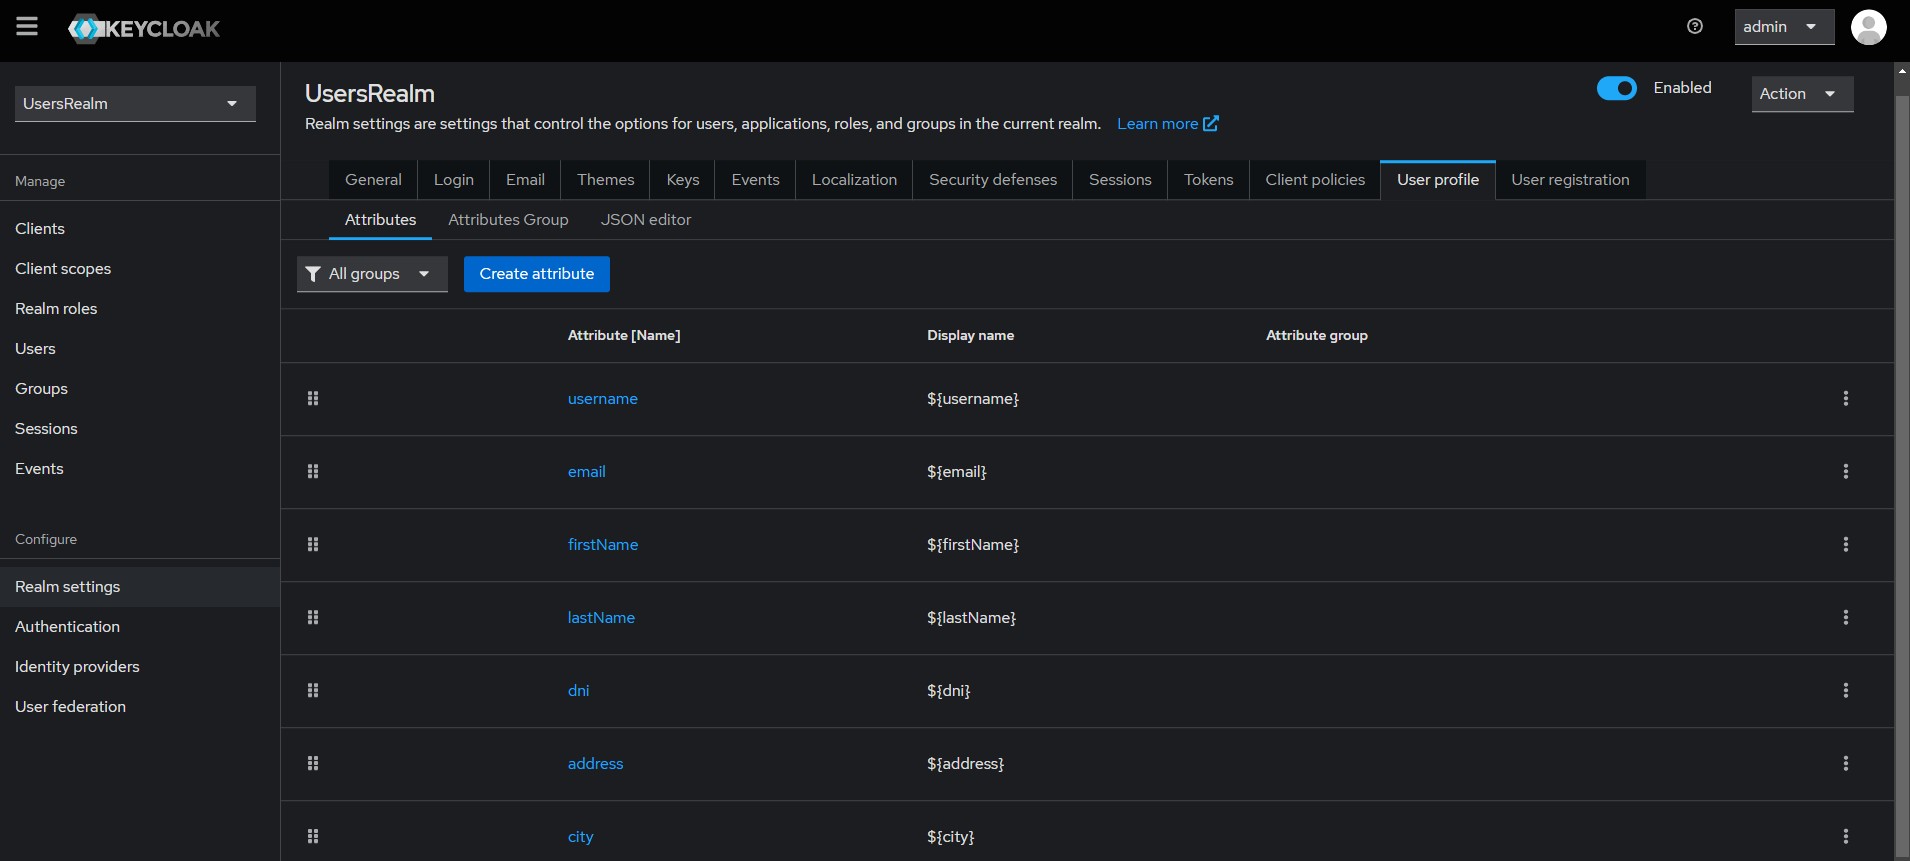 KEYCLOAK
admin
UsersRealm
Manage
Clients
Client scopes
Realm roles
Users
Groups
Sessions
Events
Configure
Realm settings
Authentication
Identity providers
User federation
UsersRealm
Enabled
Action
Realm settings are settings that control the options for users, applications, roles, and groups in the current realm. Learn more
General Login Email Themes Keys Events Localization Security defenses Sessions Tokens Client policies User profile User registration
Attributes Attributes Group JSON editor
All groups Create attribute
Attribute [Name] Display name Attribute group
username ${username}
email ${email}
firstName ${firstName}
lastName ${lastName}
dni ${dni}
address ${address}
city ${city}